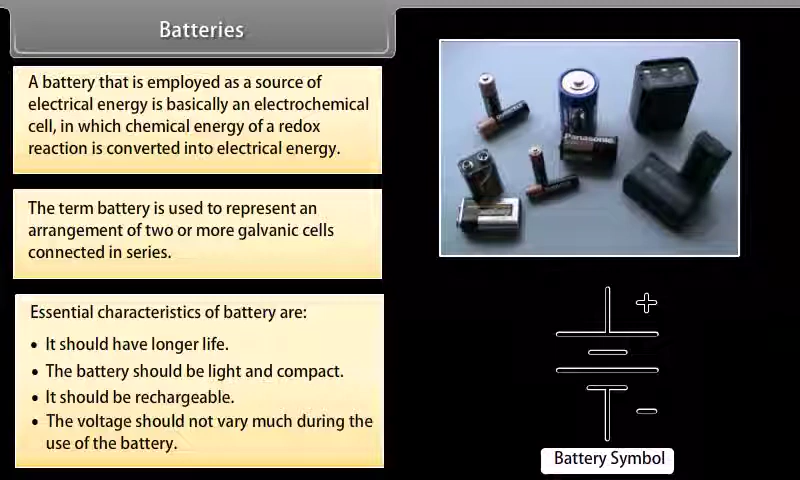 Batteries
A battery that is employed as a source of
electrical energy is basically an electrochemical
cell, in which chemical energy of a redox
reaction is converted into electrical energy.
The term battery is used to represent an
arrangement of two or more galvanic cells
connected in series.
Essential characteristics of battery are:
• It should have longer life.
• The battery should be light and compact.
• It should be rechargeable.
• The voltage should not vary much during the
use of the battery.
Panasonic
+
-
Battery Symbol